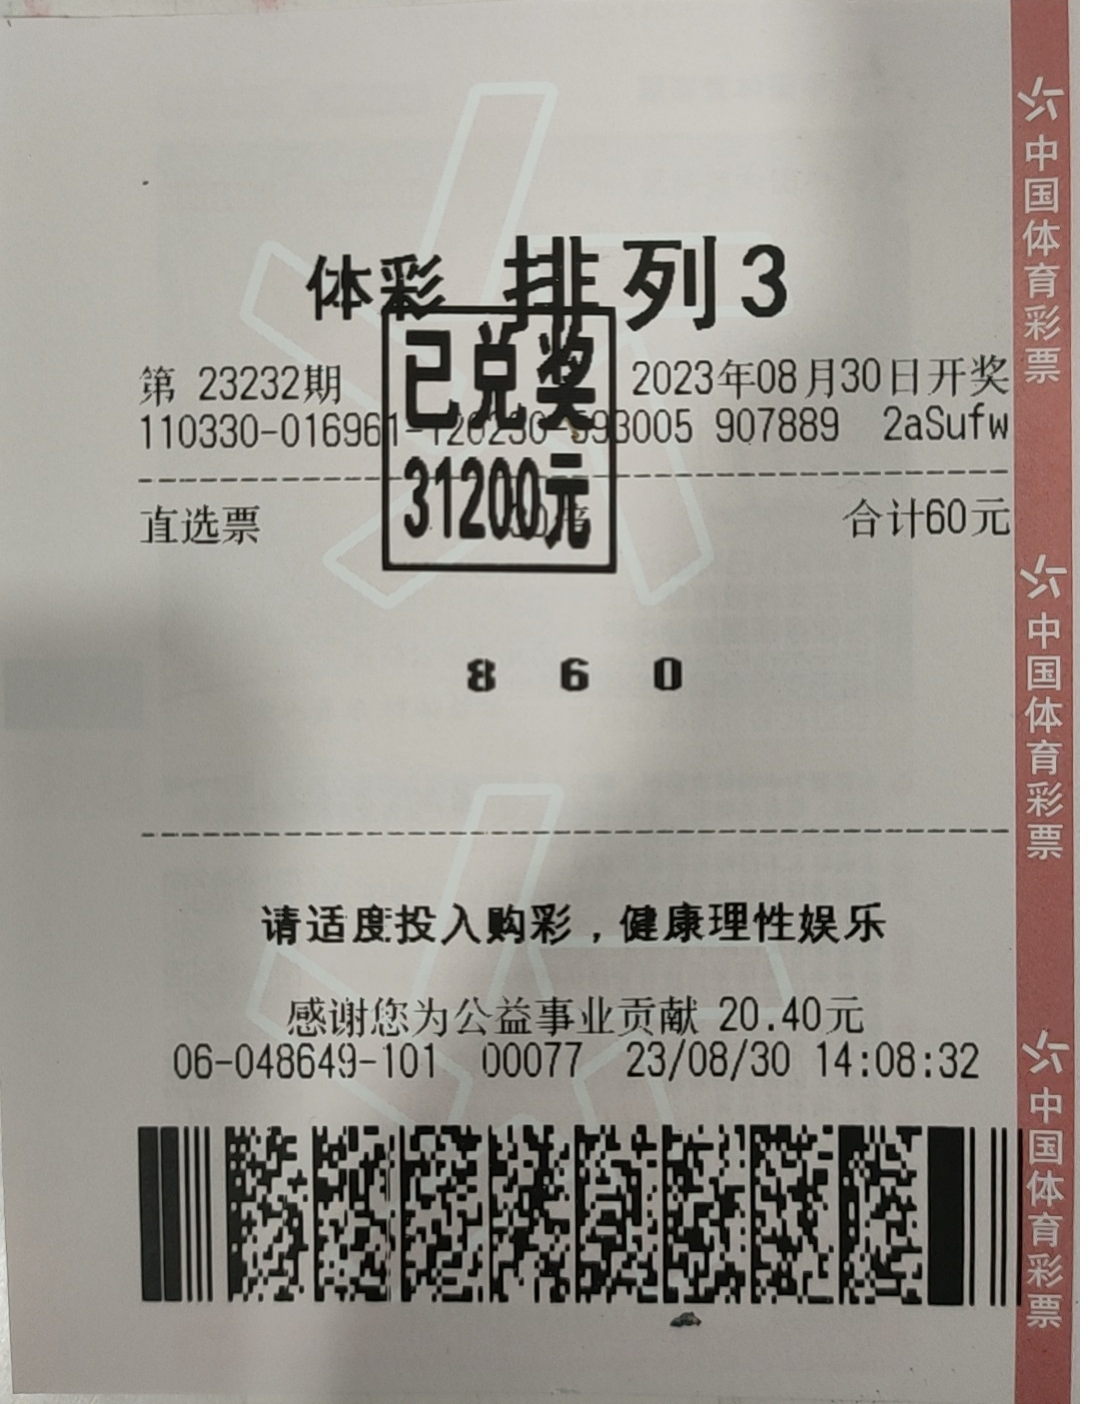 体彩 排列3
第 23232期 2023年08月30日开奖
已兑奖
110330-016961-120230-593005 907889 2aSufw
31200元
直选票 30倍 合计60元
8 6 0
请适度投入购彩，健康理性娱乐
感谢您为公益事业贡献 20.40元
06-048649-101 00077 23/08/30 14:08:32
中国体育彩票
中国体育彩票
中国体育彩票